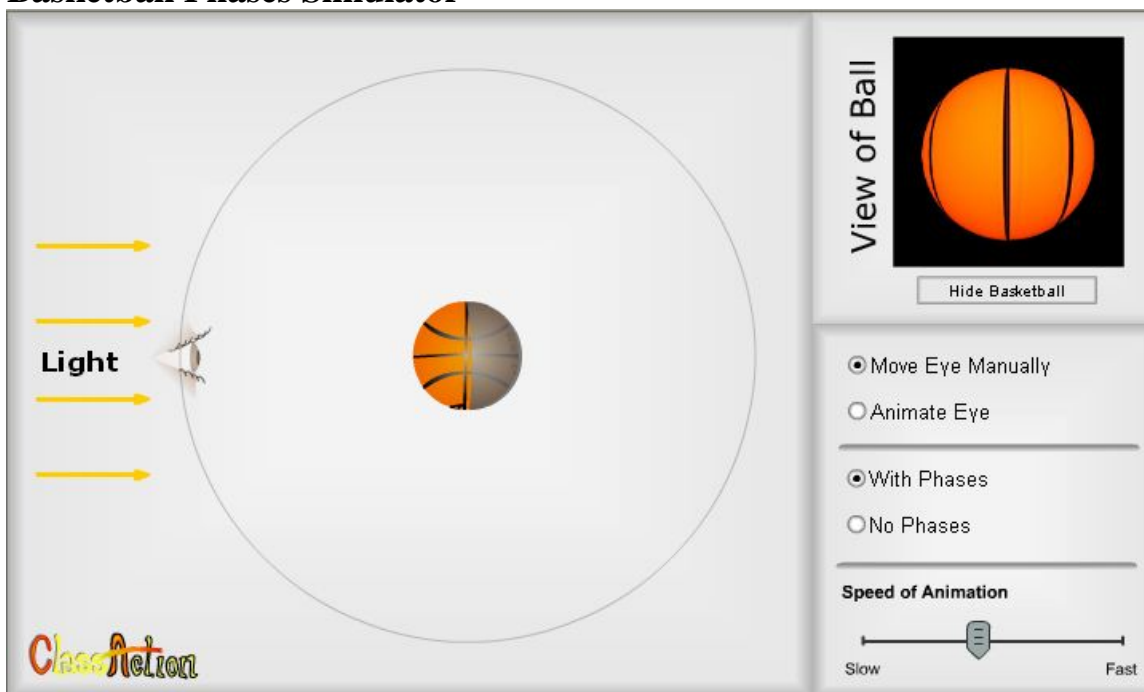 Basketball Phases Simulator
View of Ball
Hide Basketball
Light
Move Eye Manually
Animate Eye
With Phases
No Phases
Speed of Animation
Slow
Fast
ClassAction